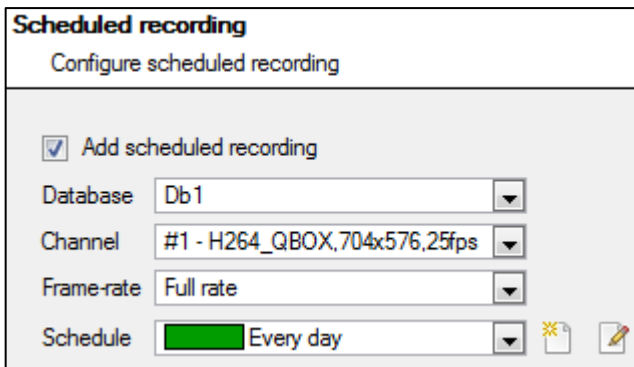 Scheduled recording
Configure scheduled recording
Add scheduled recording
Database Db1
Channel #1 - H264_QBOX,704x576,25fps
Frame-rate Full rate
Schedule Every day